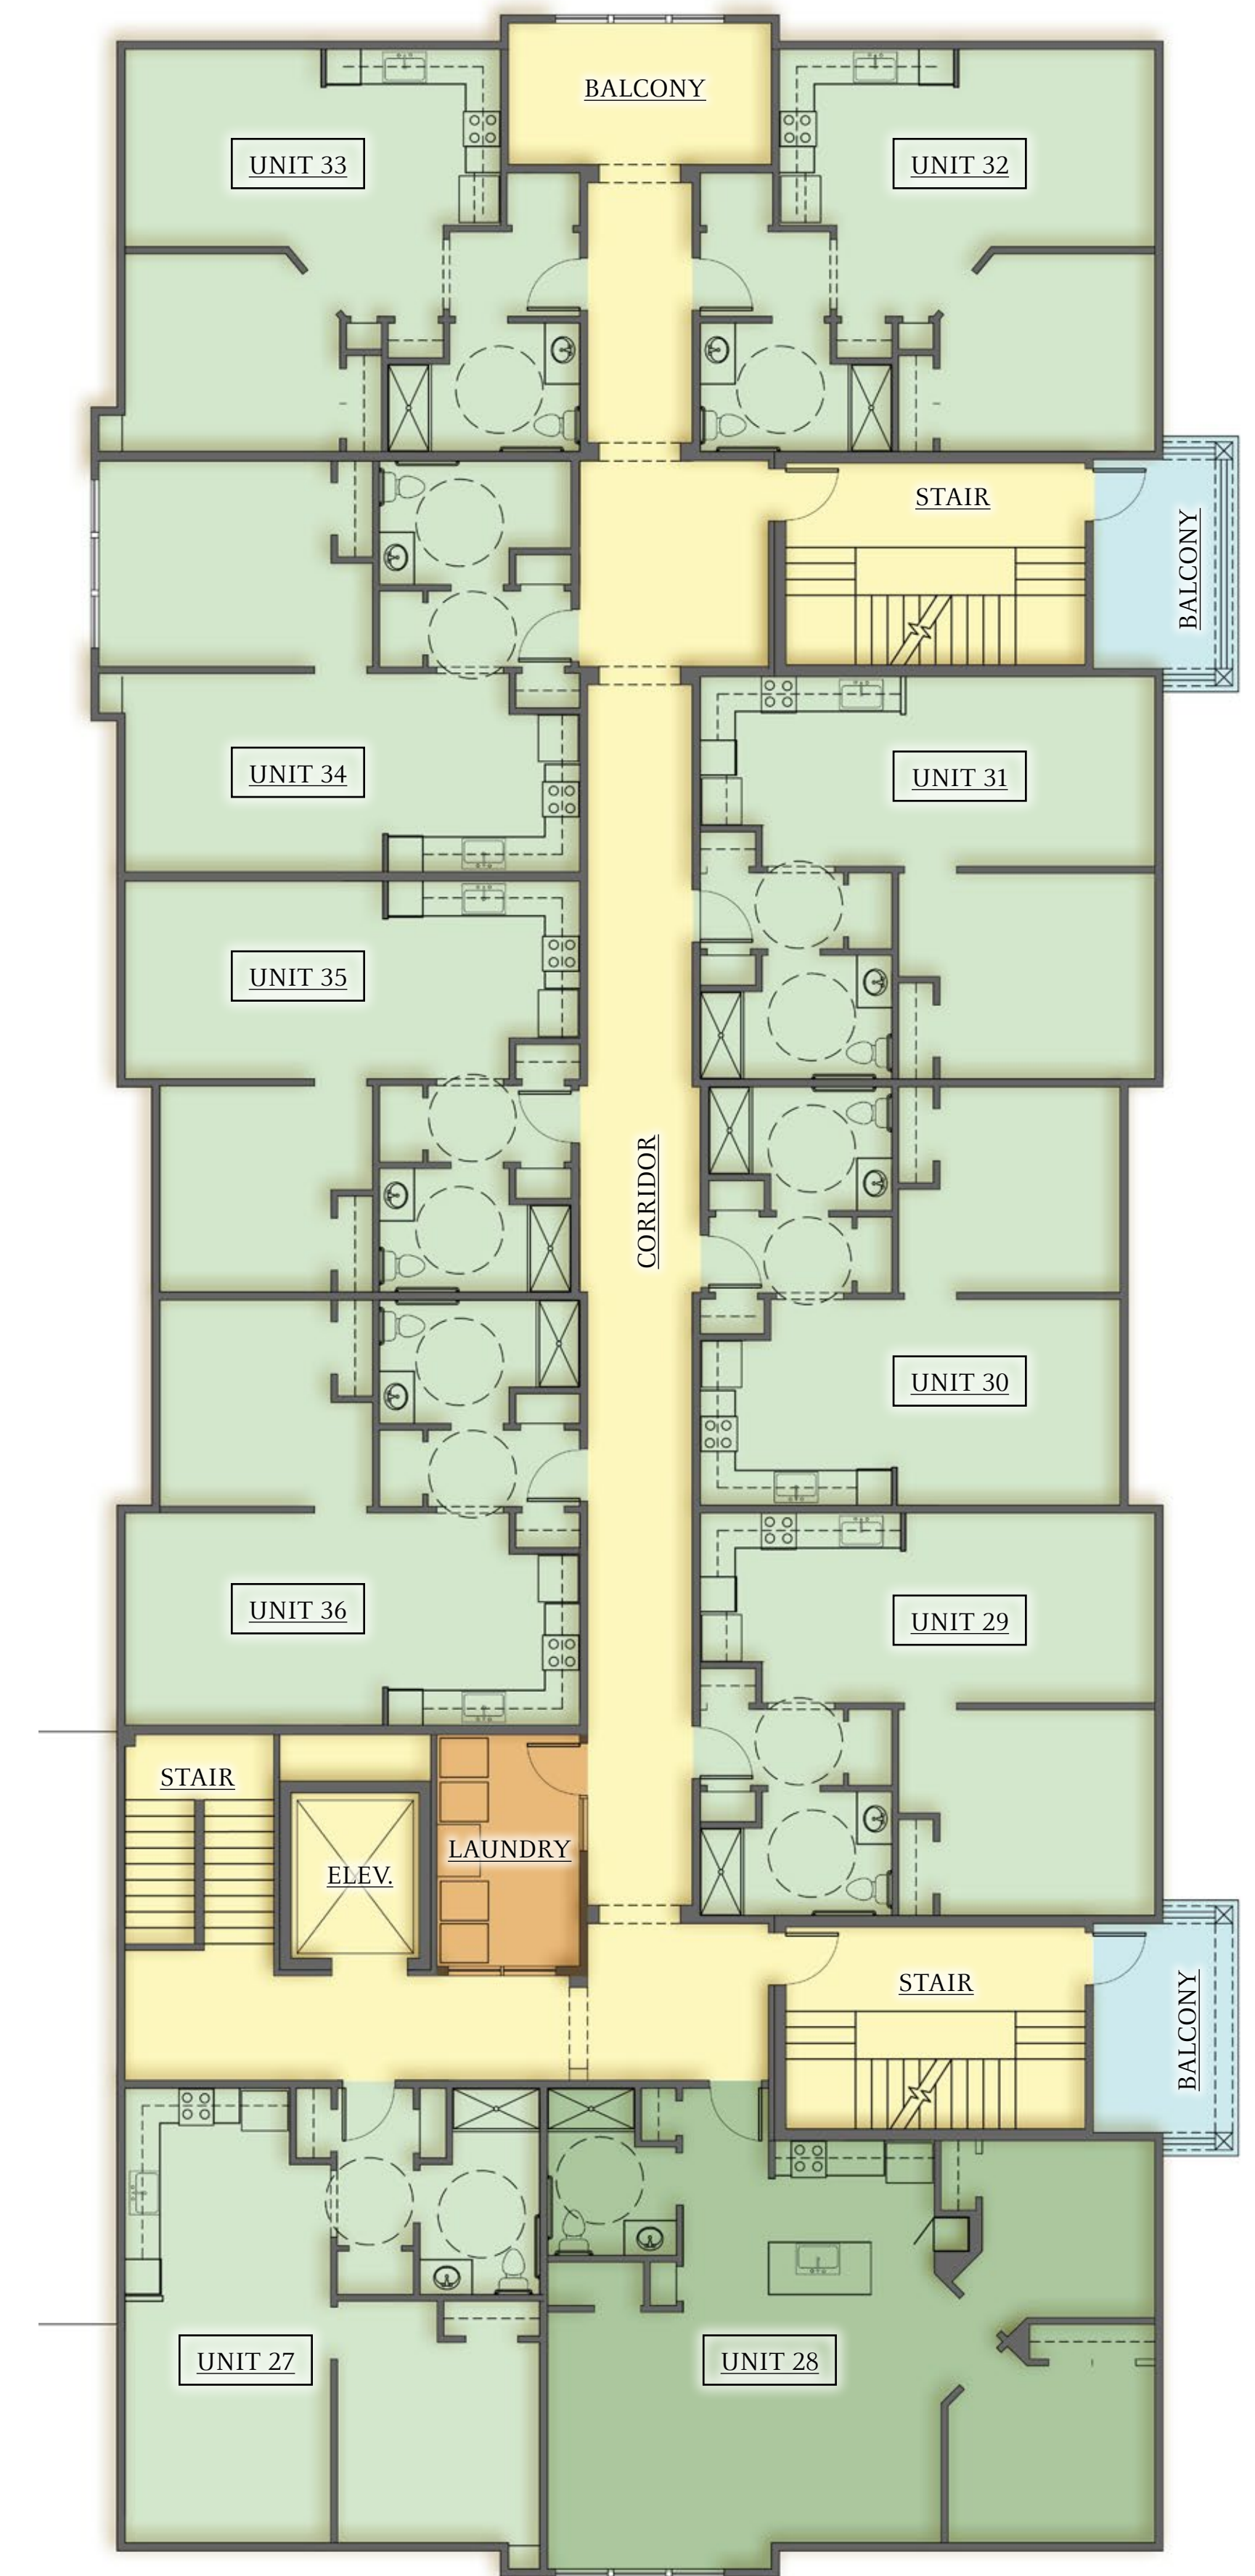 BALCONY
UNIT 33
UNIT 32
STAIR
BALCONY
UNIT 34
UNIT 31
UNIT 35
CORRIDOR
UNIT 30
UNIT 36
UNIT 29
STAIR
LAUNDRY
ELEV.
STAIR
BALCONY
UNIT 27
UNIT 28